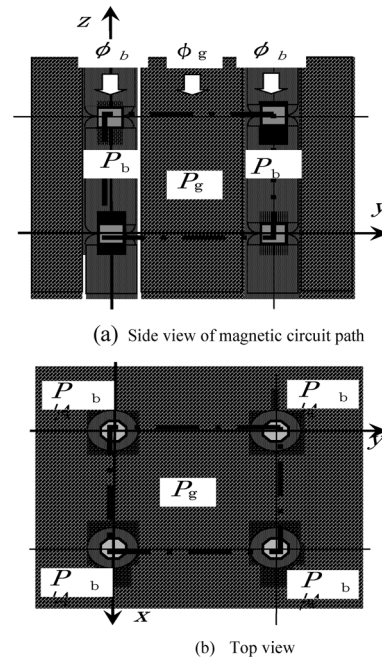 z
ϕ b ϕ g ϕ b
P b P b
P g
y
(a) Side view of magnetic circuit path
P b P b
y
P g
P b P b
x
(b) Top view